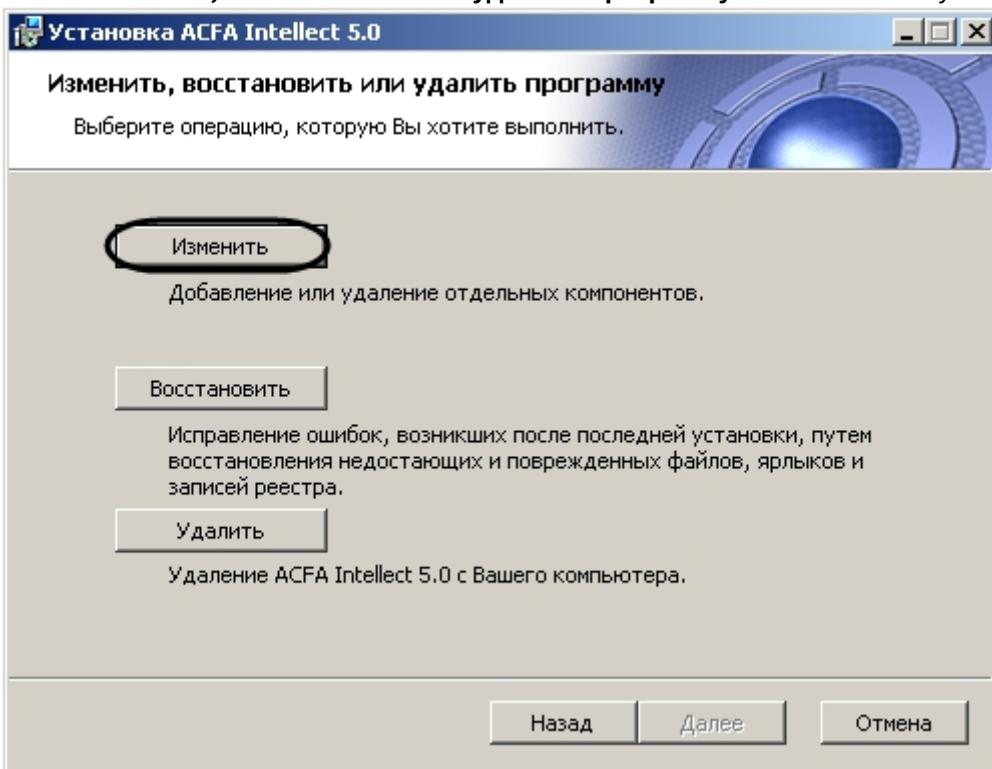 Установка ACFA Intellect 5.0
Изменить, восстановить или удалить программу
Выберите операцию, которую Вы хотите выполнить.
Изменить
Добавление или удаление отдельных компонентов.
Восстановить
Исправление ошибок, возникших после последней установки, путем
восстановления недостающих и поврежденных файлов, ярлыков и
записей реестра.
Удалить
Удаление ACFA Intellect 5.0 с Вашего компьютера.
Назад
Далее
Отмена